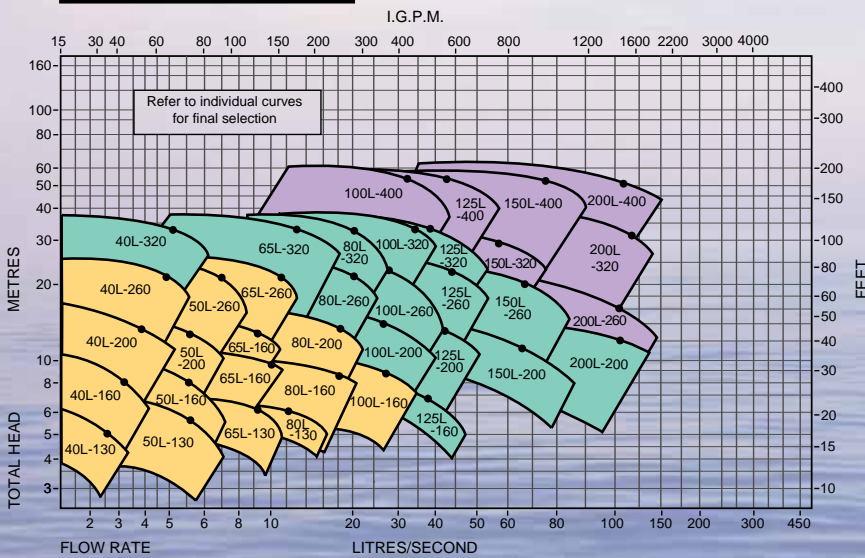 I.G.P.M.
15 30 40 60 80 100 150 200 300 400 600 800 1200 1600 2200 3000 4000
Refer to individual curves
for final selection
METRES
TOTAL HEAD
160
100
80
60
50
40
30
20
10
8
6
5
4
3
FEET
400
300
200
150
100
80
60
50
40
30
20
15
10
100L-400
125L
-400
150L-400
200L-400
40L-320
65L-320
80L
-320
100L-320
125L
-320
150L-320
200L
-320
40L-260
50L-260
65L-260
80L-260
100L-260
125L
-260
150L
-260
200L-260
40L-200
50L
-200
65L-160
80L-200
100L-200
125L
-200
150L-200
200L-200
40L-160
50L-160
65L-160
80L-160
100L-160
125L
-160
40L-130
50L-130
65L-130
80L
-130
2 3 4 5 6 8 10 20 30 40 50 60 80 100 150 200 300 450
FLOW RATE LITRES/SECOND